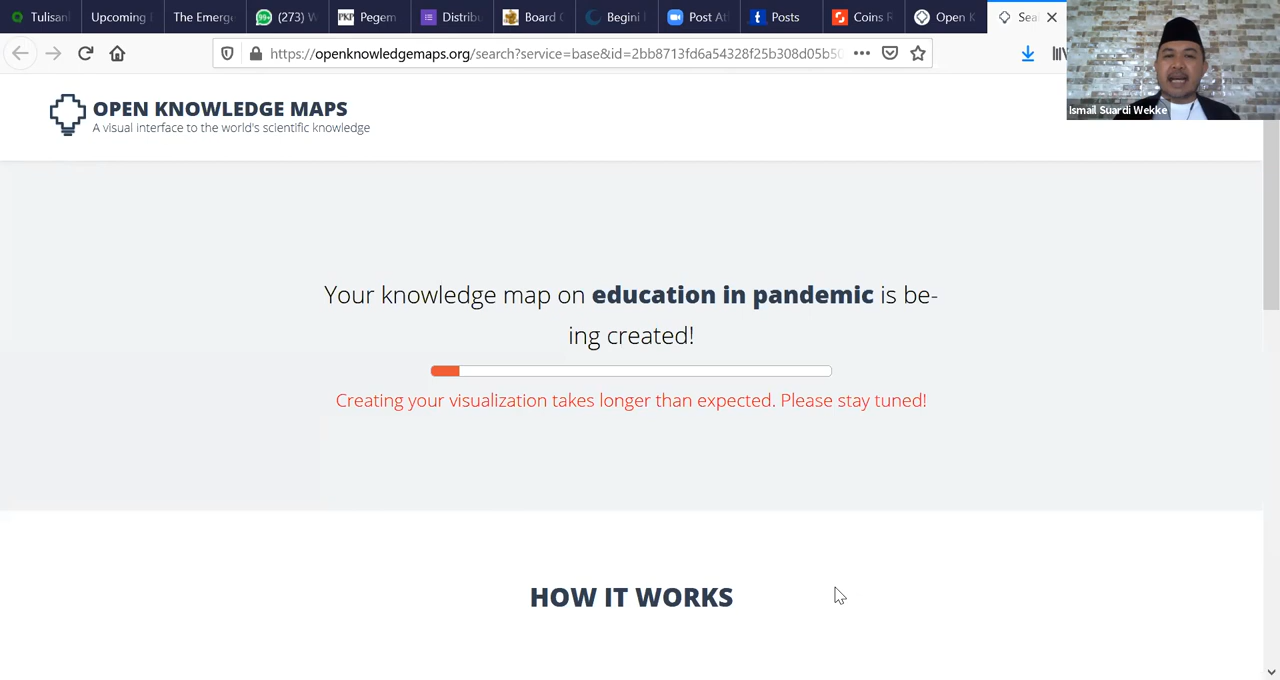 Tulisan
Upcoming
The Emerge
(273) W
PKP Pegem
Distribu
Board
Begini
Post At
Posts
Coins
Open K
Sea
https://openknowledgemaps.org/search?service=base&id=2bb8713fd6a54328f25b308d05b50
Ismail Suardi Wekke
OPEN KNOWLEDGE MAPS
A visual interface to the world's scientific knowledge
Your knowledge map on education in pandemic is be-
ing created!
Creating your visualization takes longer than expected. Please stay tuned!
HOW IT WORKS